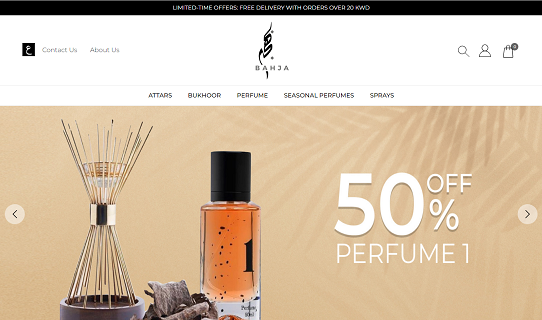 LIMITED-TIME OFFERS: FREE DELIVERY WITH ORDERS OVER 20 KWD
ع
Contact Us
About Us
BAHJA
0
ATTARS
BUKHOOR
PERFUME
SEASONAL PERFUMES
SPRAYS
50% OFF
PERFUME 1
1
Perfume